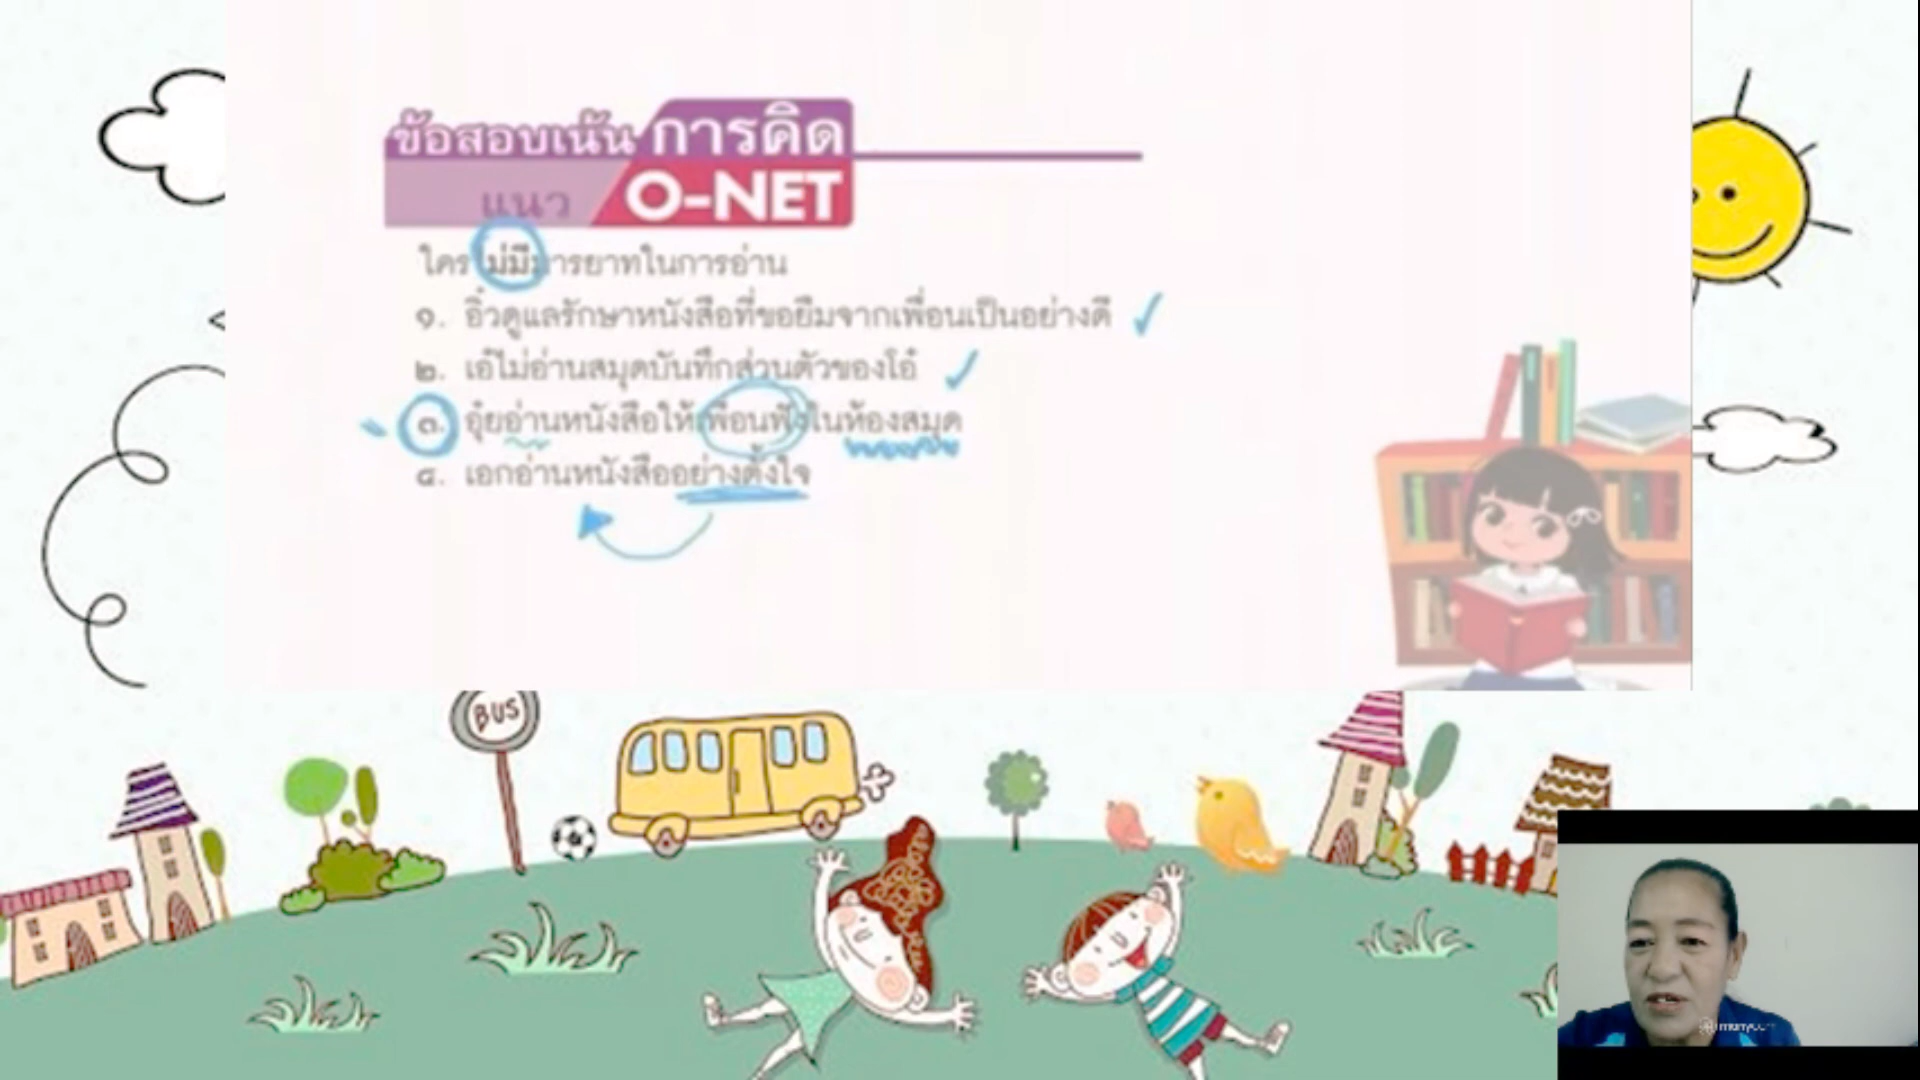 ข้อสอบเน้น การคิด
แนว O-NET
ใครไม่มีมารยาทในการอ่าน
๑. อิ๋วดูแลรักษาหนังสือที่ขอยืมจากเพื่อนเป็นอย่างดี
๒. เอ๋ไม่อ่านสมุดบันทึกส่วนตัวของโอ๋
๓. อุ๋ยอ่านหนังสือให้เพื่อนฟังในห้องสมุด
๔. เอกอ่านหนังสืออย่างตั้งใจ
BUS